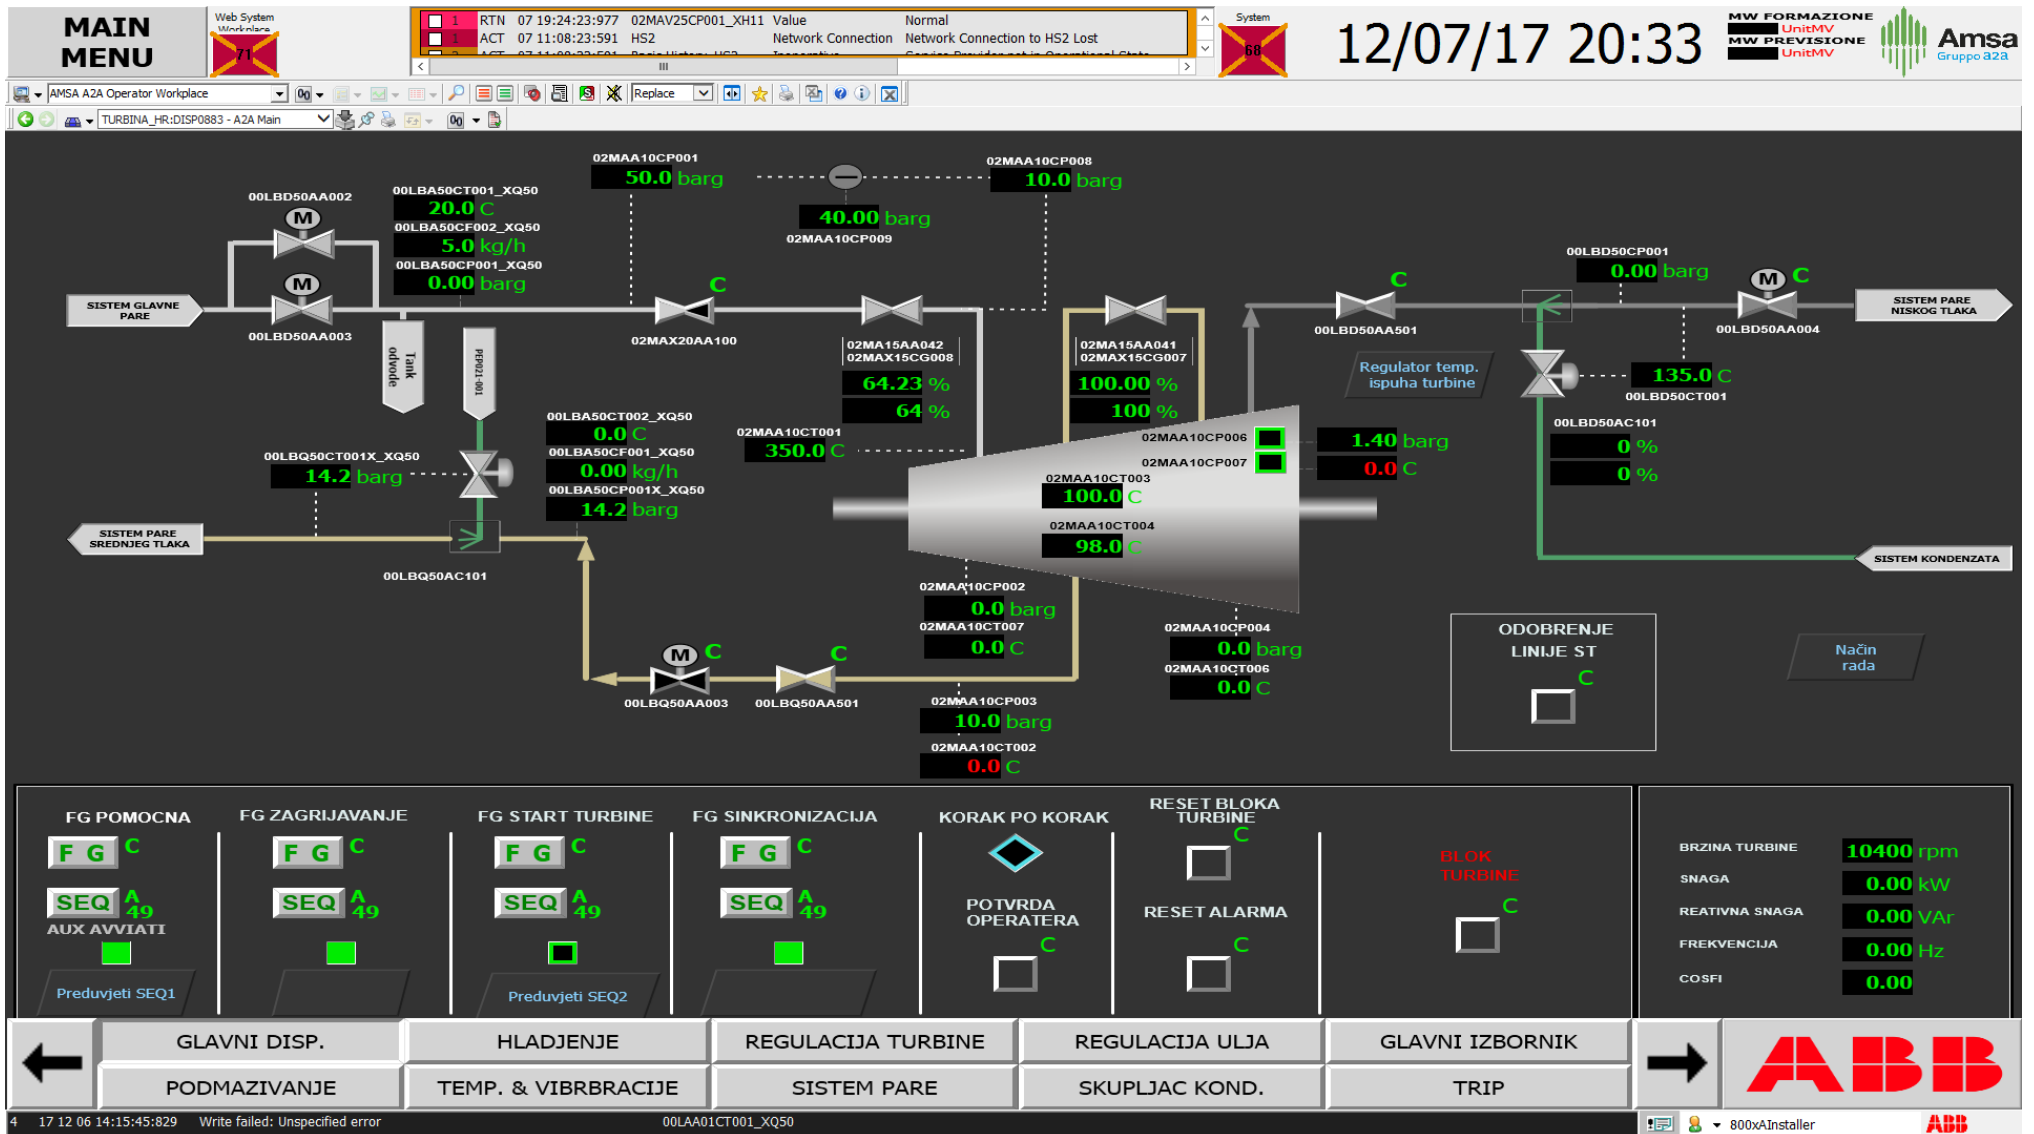 MAIN
MENU
Web System
Workplace
71
1 RTN 07 19:24:23:977 02MAV25CP001_XH11 Value Normal
1 ACT 07 11:08:23:591 HS2 Network Connection Network Connection to HS2 Lost
System
68
12/07/17 20:33
MW FORMAZIONE
UnitMV
MW PREVISIONE
UnitMV
Amsa
Gruppo a2a
AMSA A2A Operator Workplace
Replace
TURBINA_HR:DISP0883 - A2A Main
02MAA10CP001
50.0 barg
02MAA10CP008
10.0 barg
40.00 barg
02MAA10CP009
00LBD50AA002
M
00LBA50CT001_XQ50
20.0 C
00LBA50CF002_XQ50
5.0 kg/h
00LBA50CP001_XQ50
0.00 barg
M
SISTEM GLAVNE
PARE
00LBD50AA003
C
02MAX20AA100
Tank
odvode
PEP021-001
02MA15AA042
02MAX15CG008
64.23 %
64 %
02MA15AA041
02MAX15CG007
100.00 %
100 %
C
00LBD50AA501
00LBD50CP001
0.00 barg
M C
00LBD50AA004
SISTEM PARE
NISKOG TLAKA
Regulator temp.
ispuha turbine
135.0 C
00LBD50CT001
00LBD50AC101
0 %
0 %
00LBA50CT002_XQ50
0.0 C
00LBA50CF001_XQ50
0.00 kg/h
00LBA50CP001X_XQ50
14.2 barg
02MAA10CT001
350.0 C
00LBQ50CT001X_XQ50
14.2 barg
02MAA10CP006
1.40 barg
02MAA10CP007
0.0 C
02MAA10CT003
100.0 C
02MAA10CT004
98.0 C
SISTEM PARE
SREDNJEG TLAKA
00LBQ50AC101
SISTEM KONDENZATA
02MAA10CP002
0.0 barg
02MAA10CT007
0.0 C
02MAA10CP004
0.0 barg
02MAA10CT006
0.0 C
M C
00LBQ50AA003
C
00LBQ50AA501
02MAA10CP003
10.0 barg
02MAA10CT002
0.0 C
ODOBRENJE
LINIJE ST
C
Način
rada
FG POMOCNA
F G C
SEQ A
49
AUX AVVIATI
Preduvjeti SEQ1
FG ZAGRIJAVANJE
F G C
SEQ A
49
FG START TURBINE
F G C
SEQ A
49
Preduvjeti SEQ2
FG SINKRONIZACIJA
F G C
SEQ A
49
KORAK PO KORAK
POTVRDA
OPERATERA
C
RESET BLOKA
TURBINE
C
RESET ALARMA
C
BLOK
TURBINE
C
BRZINA TURBINE 10400 rpm
SNAGA 0.00 kW
REATIVNA SNAGA 0.00 VAr
FREKVENCIJA 0.00 Hz
COSFI 0.00
GLAVNI DISP.
HLADJENJE
REGULACIJA TURBINE
REGULACIJA ULJA
GLAVNI IZBORNIK
PODMAZIVANJE
TEMP. & VIBRBRACIJE
SISTEM PARE
SKUPLJAC KOND.
TRIP
ABB
4 17 12 06 14:15:45:829 Write failed: Unspecified error 00LAA01CT001_XQ50
800xAInstaller
ABB